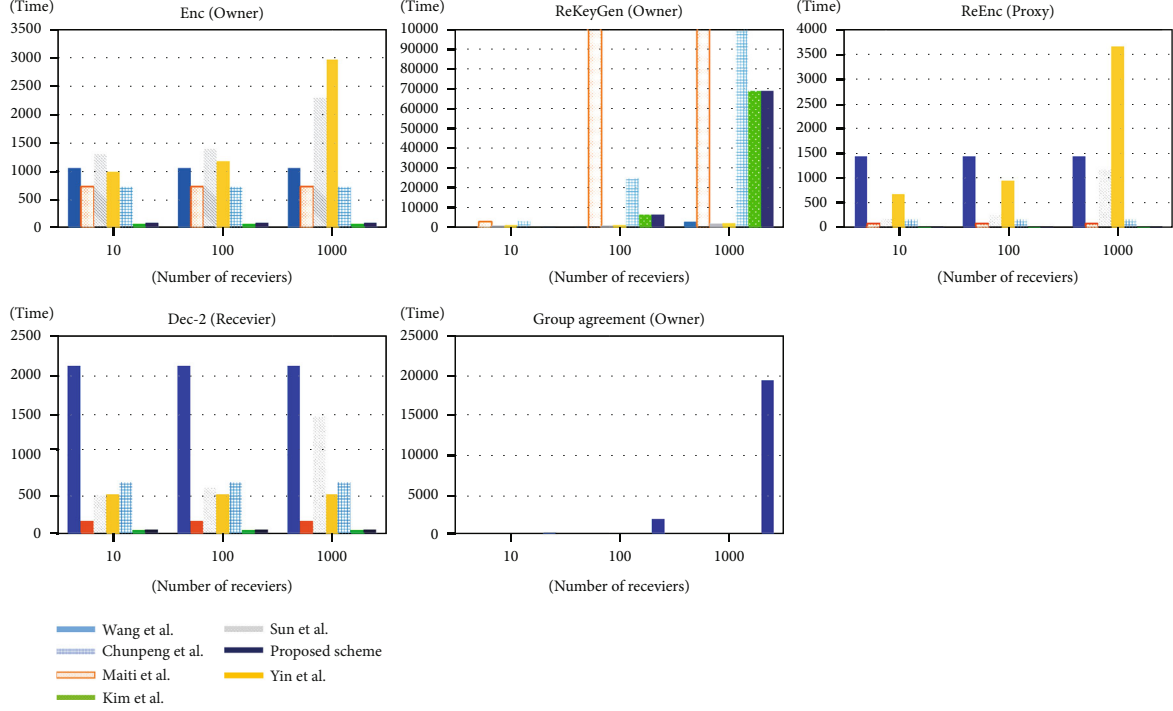 (Time)
Enc (Owner)
3500
3000
2500
2000
1500
1000
500
0
10
100
1000
(Number of receviers)
(Time)
ReKeyGen (Owner)
10000
90000
80000
70000
60000
50000
40000
30000
20000
10000
0
10
100
1000
(Number of receviers)
(Time)
ReEnc (Proxy)
4000
3500
3000
2500
2000
1500
1000
500
0
10
100
1000
(Number of receviers)
(Time)
Dec-2 (Recevier)
2500
2000
1500
1000
500
0
10
100
1000
(Number of receviers)
(Time)
Group agreement (Owner)
25000
20000
15000
10000
5000
0
10
100
1000
(Number of receviers)
Wang et al.
Chunpeng et al.
Maiti et al.
Kim et al.
Sun et al.
Proposed scheme
Yin et al.